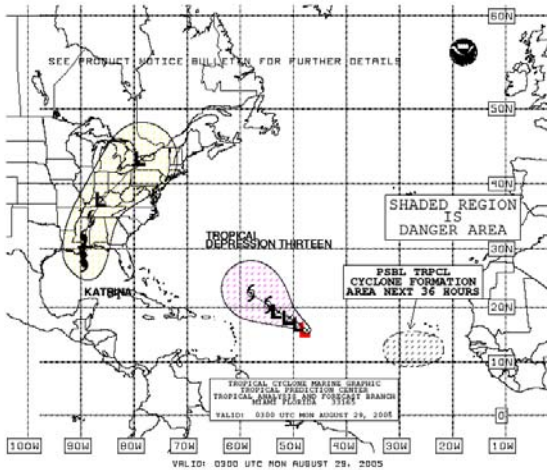 60N
SEE PRODUCT NOTICE BULLETIN FOR FURTHER DETAILS
50N
40N
SHADED REGION
IS
DANGER AREA
TROPICAL
DEPRESSION THIRTEEN
30N
PSBL TRPCL
CYCLONE FORMATION
AREA NEXT 36 HOURS
KATRINA
20N
10N
TROPICAL CYCLONE MARINE GRAPHIC
TROPICAL PREDICTION CENTER
TROPICAL ANALYSIS AND FORECAST BRANCH
MIAMI FLORIDA 33165
VALID: 0300 UTC MON AUGUST 29, 2005
0
100W 90W 80W 70W 60W 50W 40W 30W 20W 10W
VALID: 0300 UTC MON AUGUST 29, 2005